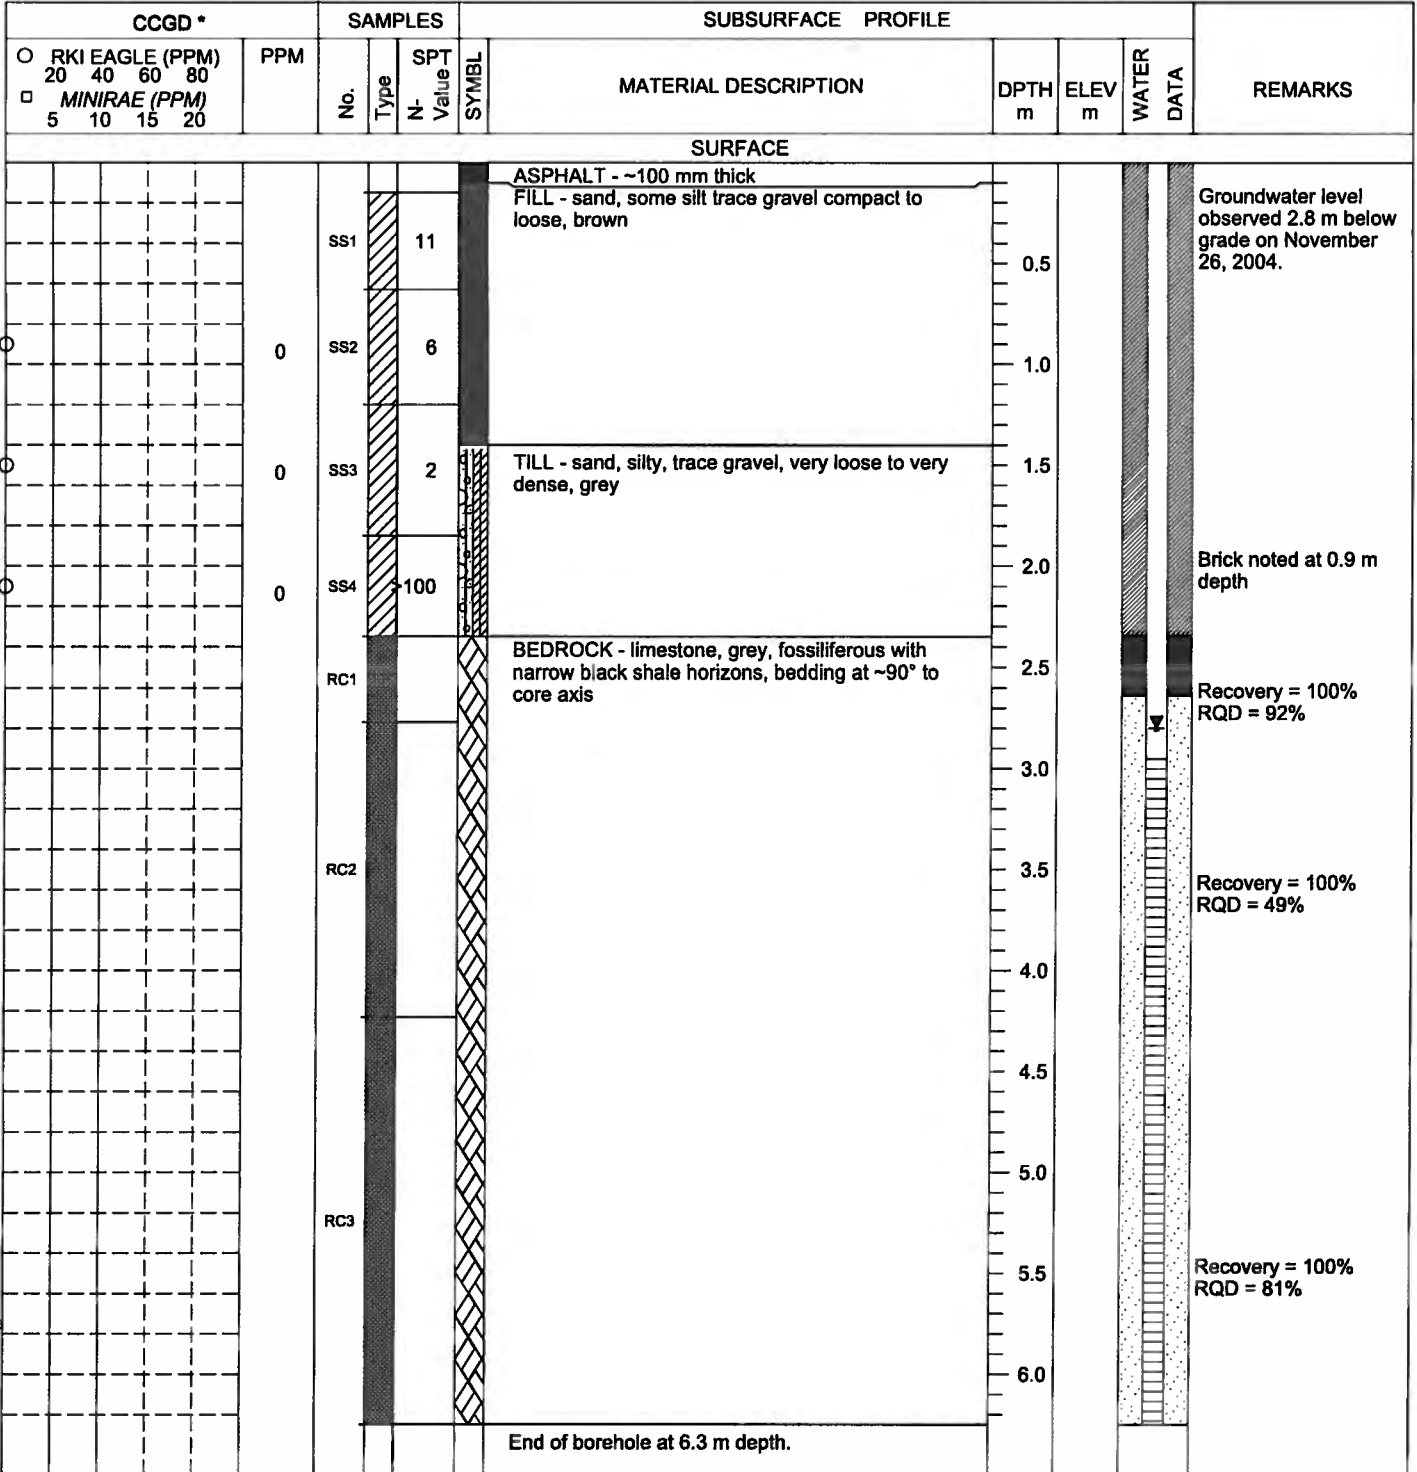 CCGD *
SAMPLES
SUBSURFACE PROFILE
RKI EAGLE (PPM)
20 40 60 80
MINIRAE (PPM)
5 10 15 20
PPM
No.
Type
SPT
N-Value
SYMBL
MATERIAL DESCRIPTION
DPTH
m
ELEV
m
WATER
DATA
REMARKS
SURFACE
ASPHALT - ~100 mm thick
FILL - sand, some silt trace gravel compact to
loose, brown
Groundwater level
observed 2.8 m below
grade on November
26, 2004.
SS1 11
0.5
0 SS2 6
1.0
0 SS3 2
TILL - sand, silty, trace gravel, very loose to very
dense, grey
1.5
0 SS4 >100
2.0
Brick noted at 0.9 m
depth
BEDROCK - limestone, grey, fossiliferous with
narrow black shale horizons, bedding at ~90° to
core axis
RC1
2.5
Recovery = 100%
RQD = 92%
3.0
RC2
3.5
Recovery = 100%
RQD = 49%
4.0
4.5
5.0
RC3
5.5
Recovery = 100%
RQD = 81%
6.0
End of borehole at 6.3 m depth.